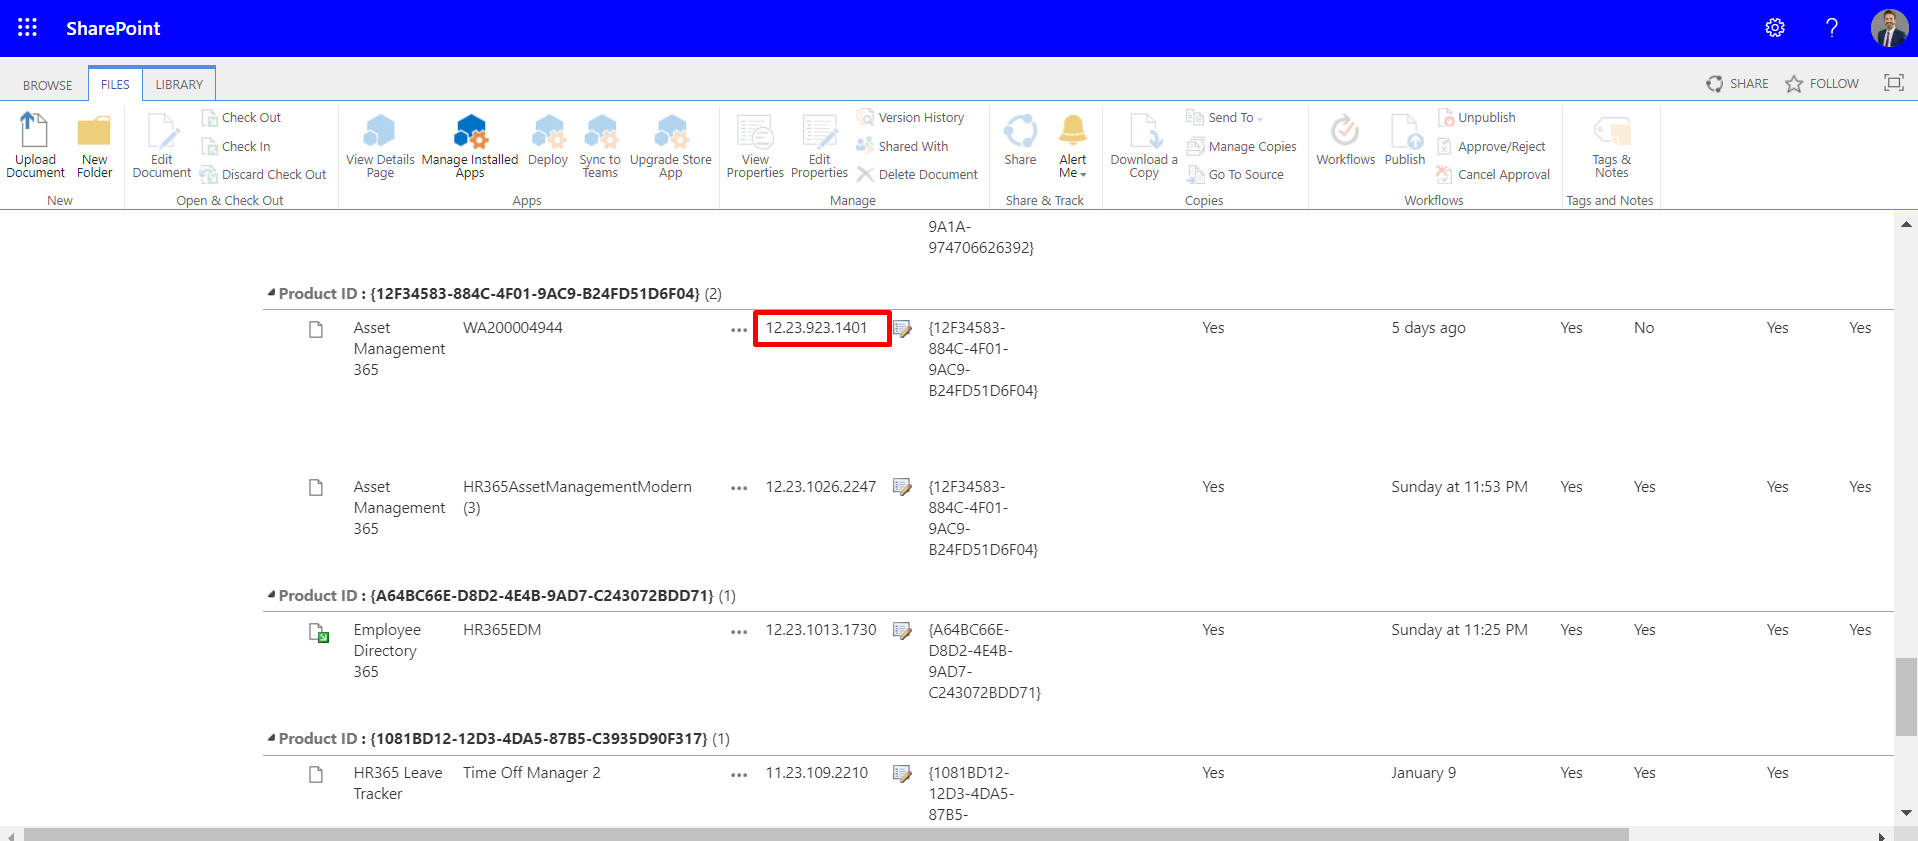 SharePoint
BROWSE FILES LIBRARY SHARE FOLLOW
Upload Document
New Folder
New
Edit Document
Check Out
Check In
Discard Check Out
Open & Check Out
View Details Page
Manage Installed Apps
Deploy
Sync to Teams
Upgrade Store App
Apps
View Properties
Edit Properties
Version History
Shared With
Delete Document
Manage
Share
Alert Me
Share & Track
Download a Copy
Send To
Manage Copies
Go To Source
Copies
Workflows
Publish
Unpublish
Approve/Reject
Cancel Approval
Workflows
Tags & Notes
Tags and Notes
9A1A-
974706626392}
Product ID : {12F34583-884C-4F01-9AC9-B24FD51D6F04} (2)
Asset WA200004944 ... 12.23.923.1401 {12F34583- Yes 5 days ago Yes No Yes Yes
Management 884C-4F01-
365 9AC9-
B24FD51D6F04}
Asset HR365AssetManagementModern ... 12.23.1026.2247 {12F34583- Yes Sunday at 11:53 PM Yes Yes Yes Yes
Management (3) 884C-4F01-
365 9AC9-
B24FD51D6F04}
Product ID : {A64BC66E-D8D2-4E4B-9AD7-C243072BDD71} (1)
Employee HR365EDM ... 12.23.1013.1730 {A64BC66E- Yes Sunday at 11:25 PM Yes Yes Yes Yes
Directory D8D2-4E4B-
365 9AD7-
C243072BDD71}
Product ID : {1081BD12-12D3-4DA5-87B5-C3935D90F317} (1)
HR365 Leave Time Off Manager 2 ... 11.23.109.2210 {1081BD12- Yes January 9 Yes Yes Yes
Tracker 12D3-4DA5-
87B5-